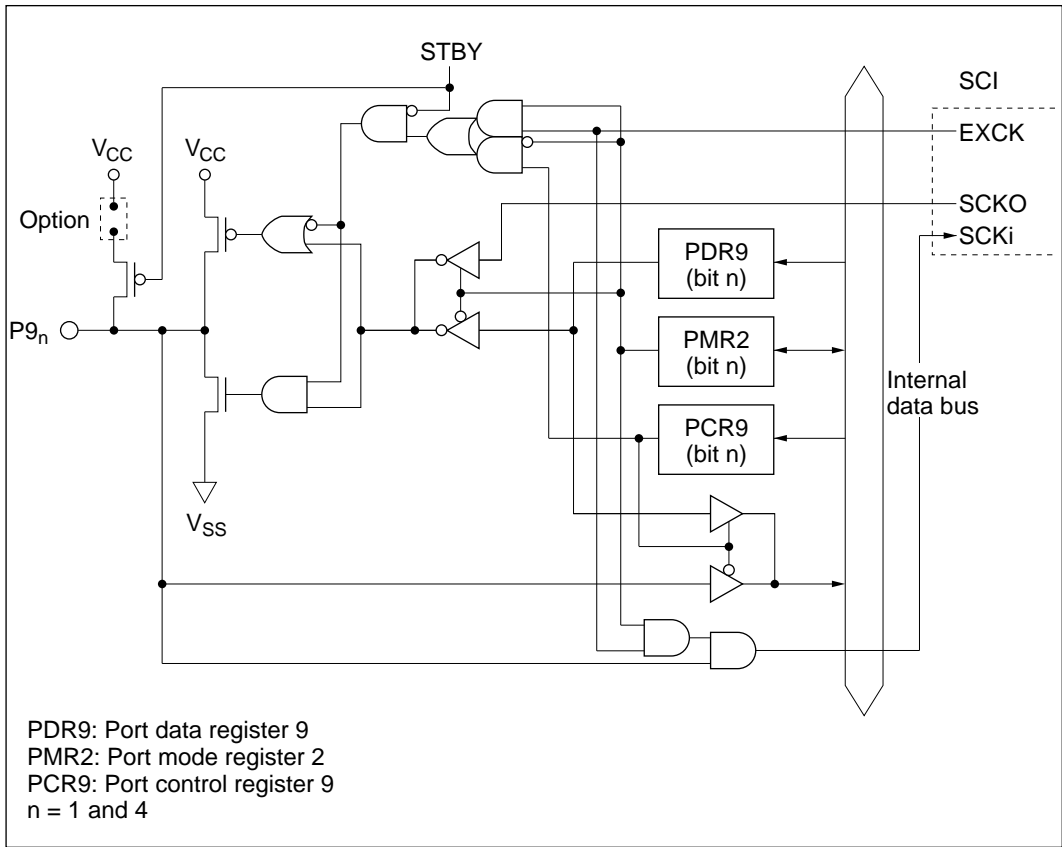 STBY
SCI
EXCK
VCC
VCC
Option
SCKO
SCKi
PDR9
(bit n)
P9n
PMR2
(bit n)
Internal
data bus
PCR9
(bit n)
VSS
PDR9: Port data register 9
PMR2: Port mode register 2
PCR9: Port control register 9
n = 1 and 4